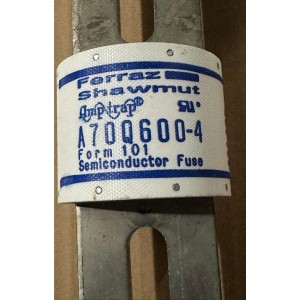 Ferraz
Shawmut
Amp-trap®
A70Q600-4
Form 101
Semiconductor Fuse